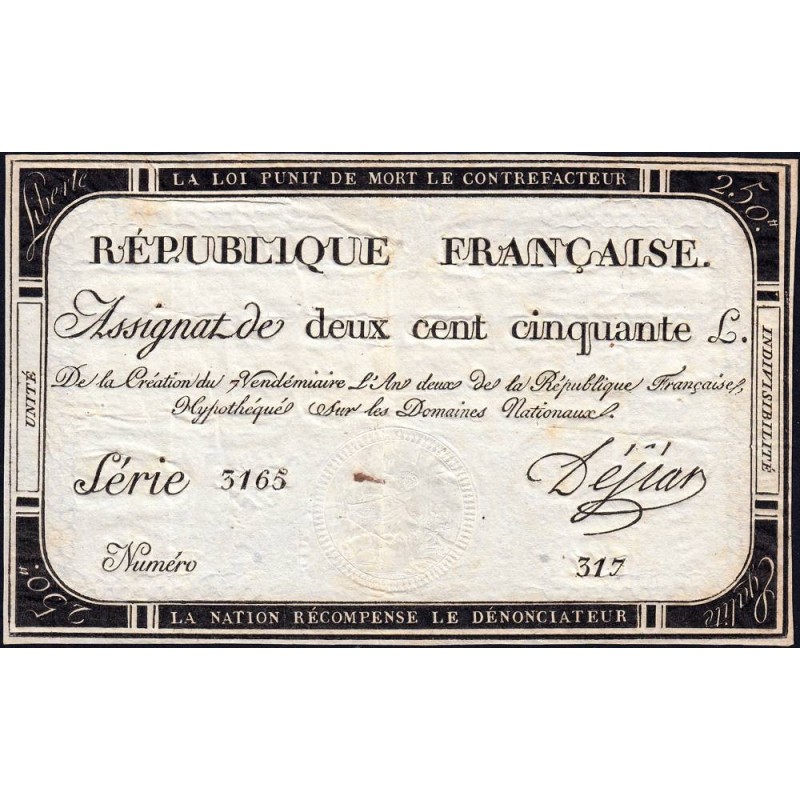 Liberté
LA LOI PUNIT DE MORT LE CONTREFACTEUR
250.tt
RÉPUBLIQUE FRANÇAISE.
Assignat de deux cent cinquante L.
De la Création du 7 Vendémiaire L'An deux de la République Française,
Hypothéqué sur les Domaines Nationaux.
UNITÉ
INDIVISIBILITÉ
Série 3165
Numéro 317
250.tt
LA NATION RÉCOMPENSE LE DÉNONCIATEUR
Egalité